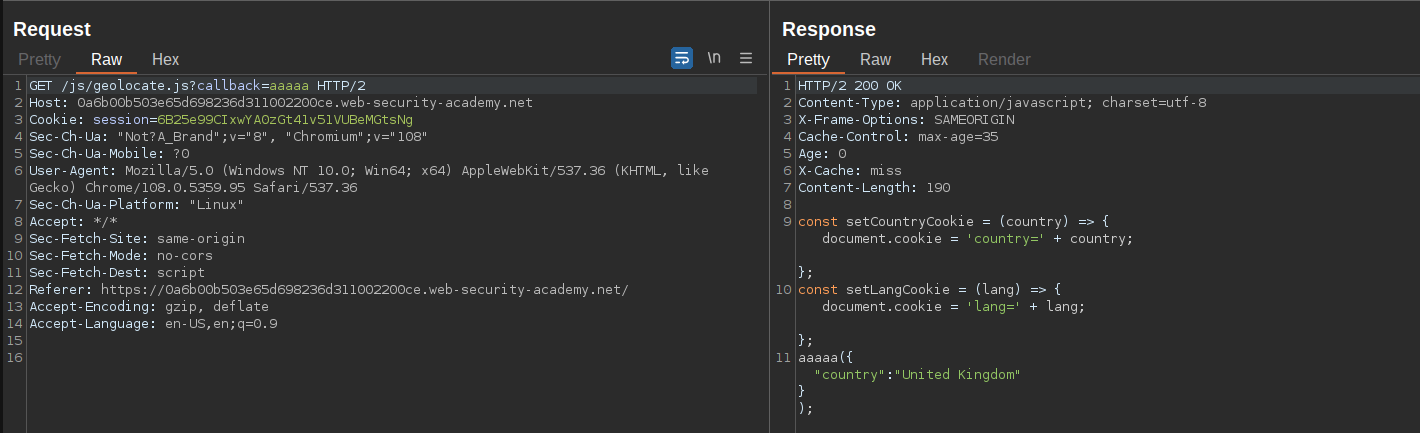 Request
Pretty Raw Hex \n
1 GET /js/geolocate.js?callback=aaaaa HTTP/2
2 Host: 0a6b00b503e65d698236d311002200ce.web-security-academy.net
3 Cookie: session=6B25e99CIxwYAOzGt41v51VUBeMGtsNg
4 Sec-Ch-Ua: "Not?A_Brand";v="8", "Chromium";v="108"
5 Sec-Ch-Ua-Mobile: ?0
6 User-Agent: Mozilla/5.0 (Windows NT 10.0; Win64; x64) AppleWebKit/537.36 (KHTML, like
Gecko) Chrome/108.0.5359.95 Safari/537.36
7 Sec-Ch-Ua-Platform: "Linux"
8 Accept: */*
9 Sec-Fetch-Site: same-origin
10 Sec-Fetch-Mode: no-cors
11 Sec-Fetch-Dest: script
12 Referer: https://0a6b00b503e65d698236d311002200ce.web-security-academy.net/
13 Accept-Encoding: gzip, deflate
14 Accept-Language: en-US,en;q=0.9
15
16
Response
Pretty Raw Hex Render
1 HTTP/2 200 OK
2 Content-Type: application/javascript; charset=utf-8
3 X-Frame-Options: SAMEORIGIN
4 Cache-Control: max-age=35
5 Age: 0
6 X-Cache: miss
7 Content-Length: 190
8
9 const setCountryCookie = (country) => {
document.cookie = 'country=' + country;
};
10 const setLangCookie = (lang) => {
document.cookie = 'lang=' + lang;
};
11 aaaaa({
"country":"United Kingdom"
}
);